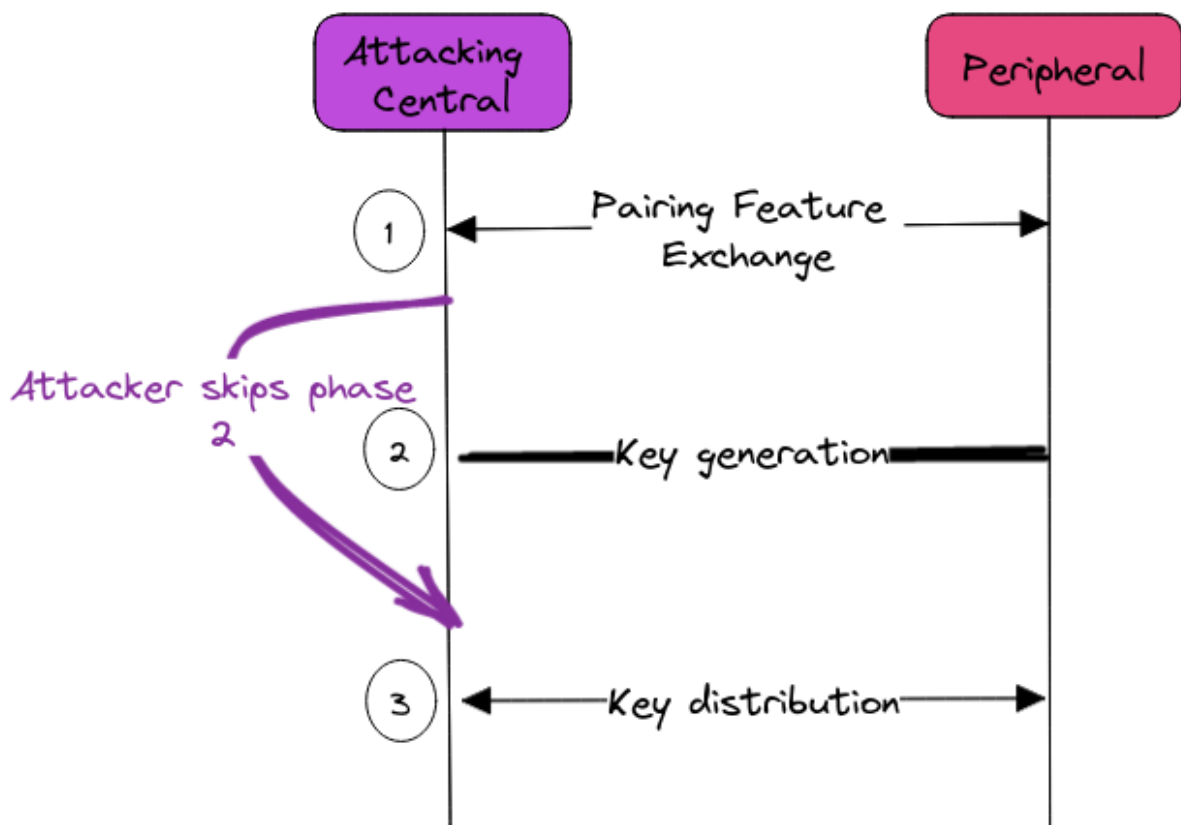 Attacking
Central
Peripheral
1
Pairing Feature
Exchange
Attacker skips phase
2
2
Key generation
3
Key distribution